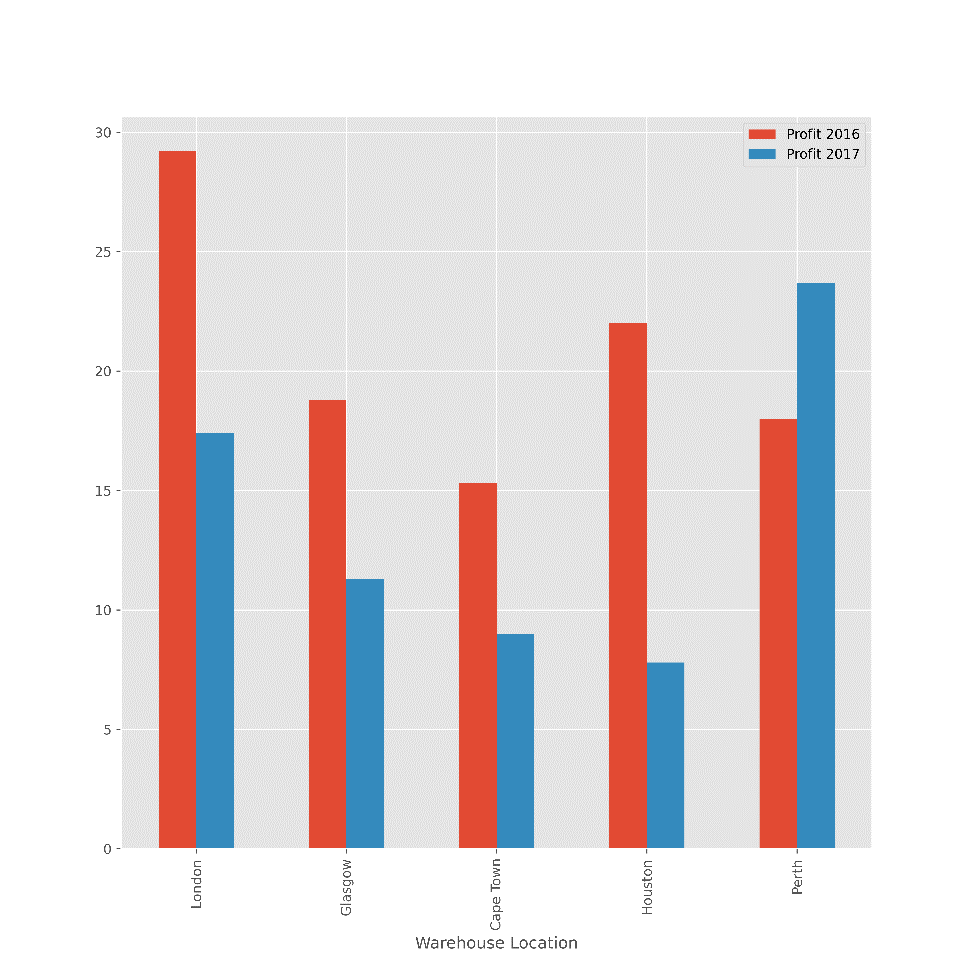 Profit 2016
Profit 2017
30
25
20
15
10
5
0
London
Glasgow
Cape Town
Houston
Perth
Warehouse Location